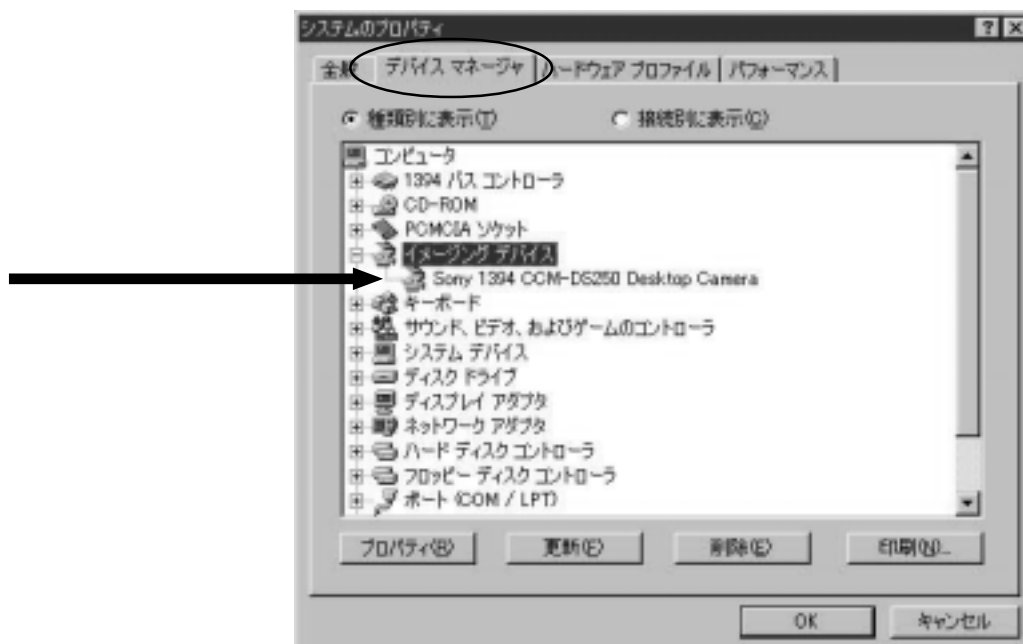 システムのプロパティ
全般 デバイス マネージャ ハードウェア プロファイル パフォーマンス
種類別に表示(T) 接続別に表示(C)
コンピュータ
1394 バス コントローラ
CD-ROM
PCMCIA ソケット
イメージング デバイス
Sony 1394 CCM-DS250 Desktop Camera
キーボード
サウンド、ビデオ、およびゲームのコントローラ
システム デバイス
ディスク ドライブ
ディスプレイ アダプタ
ネットワーク アダプタ
ハード ディスク コントローラ
フロッピー ディスク コントローラ
ポート (COM / LPT)
プロパティ(R) 更新(F) 削除(E) 印刷(N)...
OK キャンセル